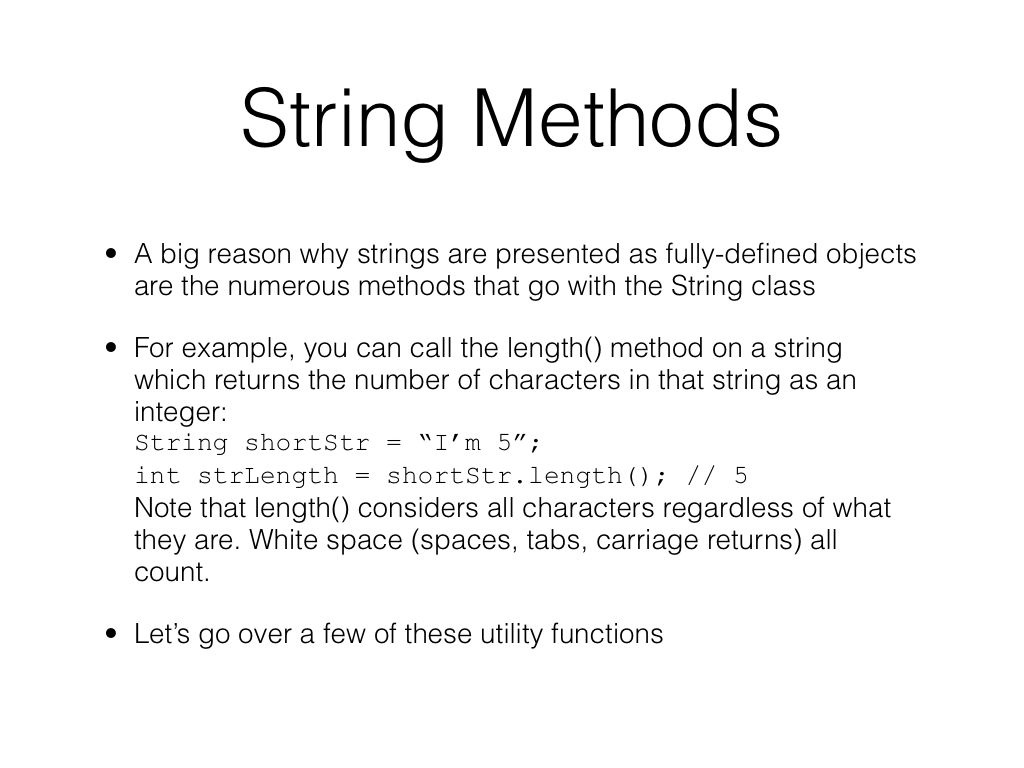 String Methods
• A big reason why strings are presented as fully-defined objects
are the numerous methods that go with the String class
• For example, you can call the length() method on a string
which returns the number of characters in that string as an
integer:
String shortStr = “I’m 5”;
int strLength = shortStr.length(); // 5
Note that length() considers all characters regardless of what
they are. White space (spaces, tabs, carriage returns) all
count.
• Let’s go over a few of these utility functions